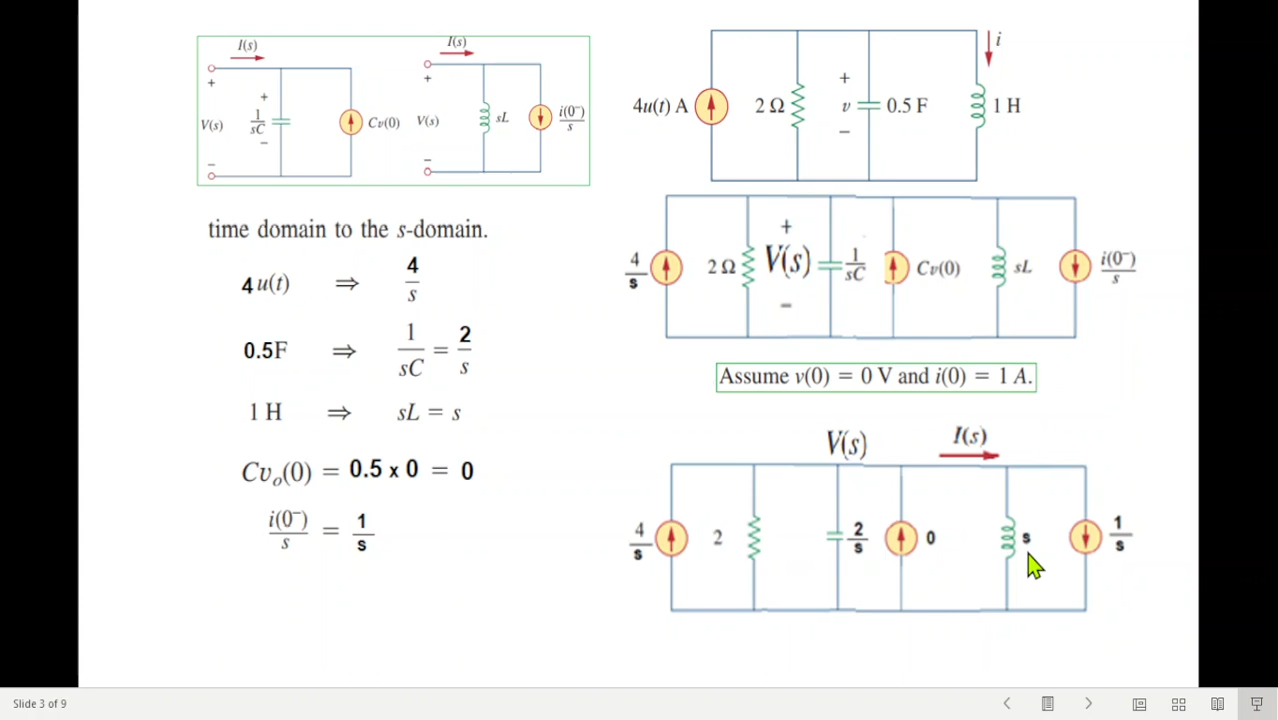 I(s)
+
V(s)
−
+
1/sC
−
Cv(0)
I(s)
+
V(s)
−
sL
i(0⁻)/s
4u(t) A
2 Ω
+
v
−
0.5 F
i
1 H
time domain to the s-domain.
4 u(t) ⇒ 4/s
0.5F ⇒ 1/sC = 2/s
1 H ⇒ sL = s
Cvₒ(0) = 0.5 x 0 = 0
i(0⁻)/s = 1/s
4/s
2 Ω
+
V(s)
−
1/sC
Cv(0)
sL
i(0⁻)/s
Assume v(0) = 0 V and i(0) = 1 A.
V(s)
I(s)
4/s
2
2/s
0
s
1/s
Slide 3 of 9